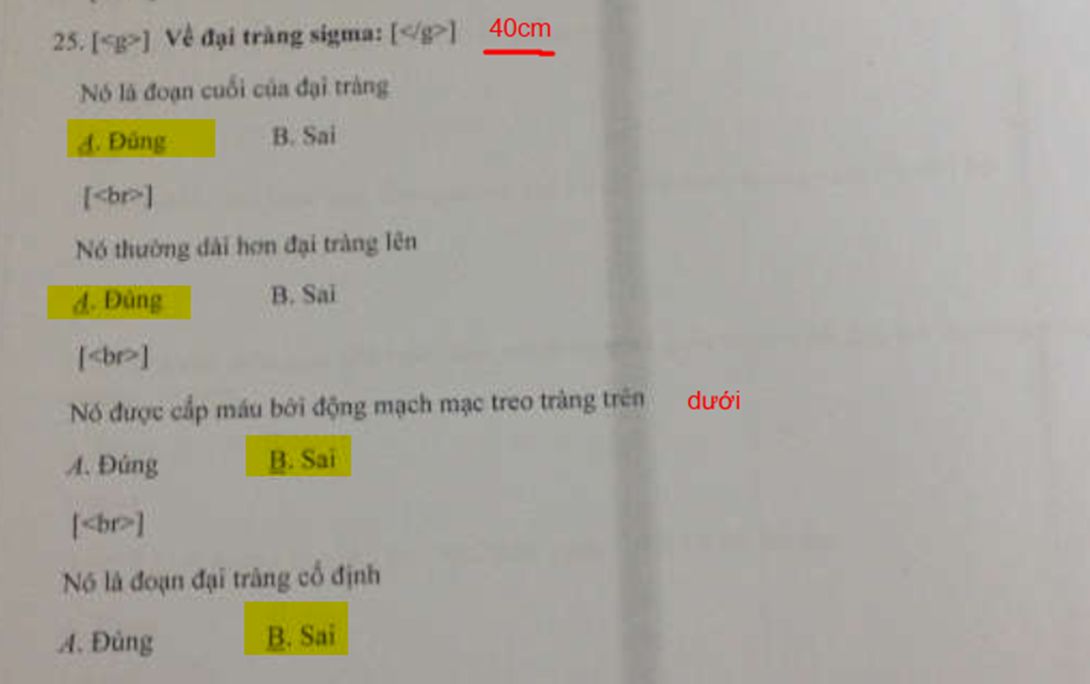 25. [<g>] Về đại tràng sigma: [</g>] 40cm
Nó là đoạn cuối của đại tràng
A. Đúng B. Sai
[<br>]
Nó thường dài hơn đại tràng lên
A. Đúng B. Sai
[<br>]
Nó được cấp máu bởi động mạch mạc treo tràng trên dưới
A. Đúng B. Sai
[<br>]
Nó là đoạn đại tràng cố định
A. Đúng B. Sai